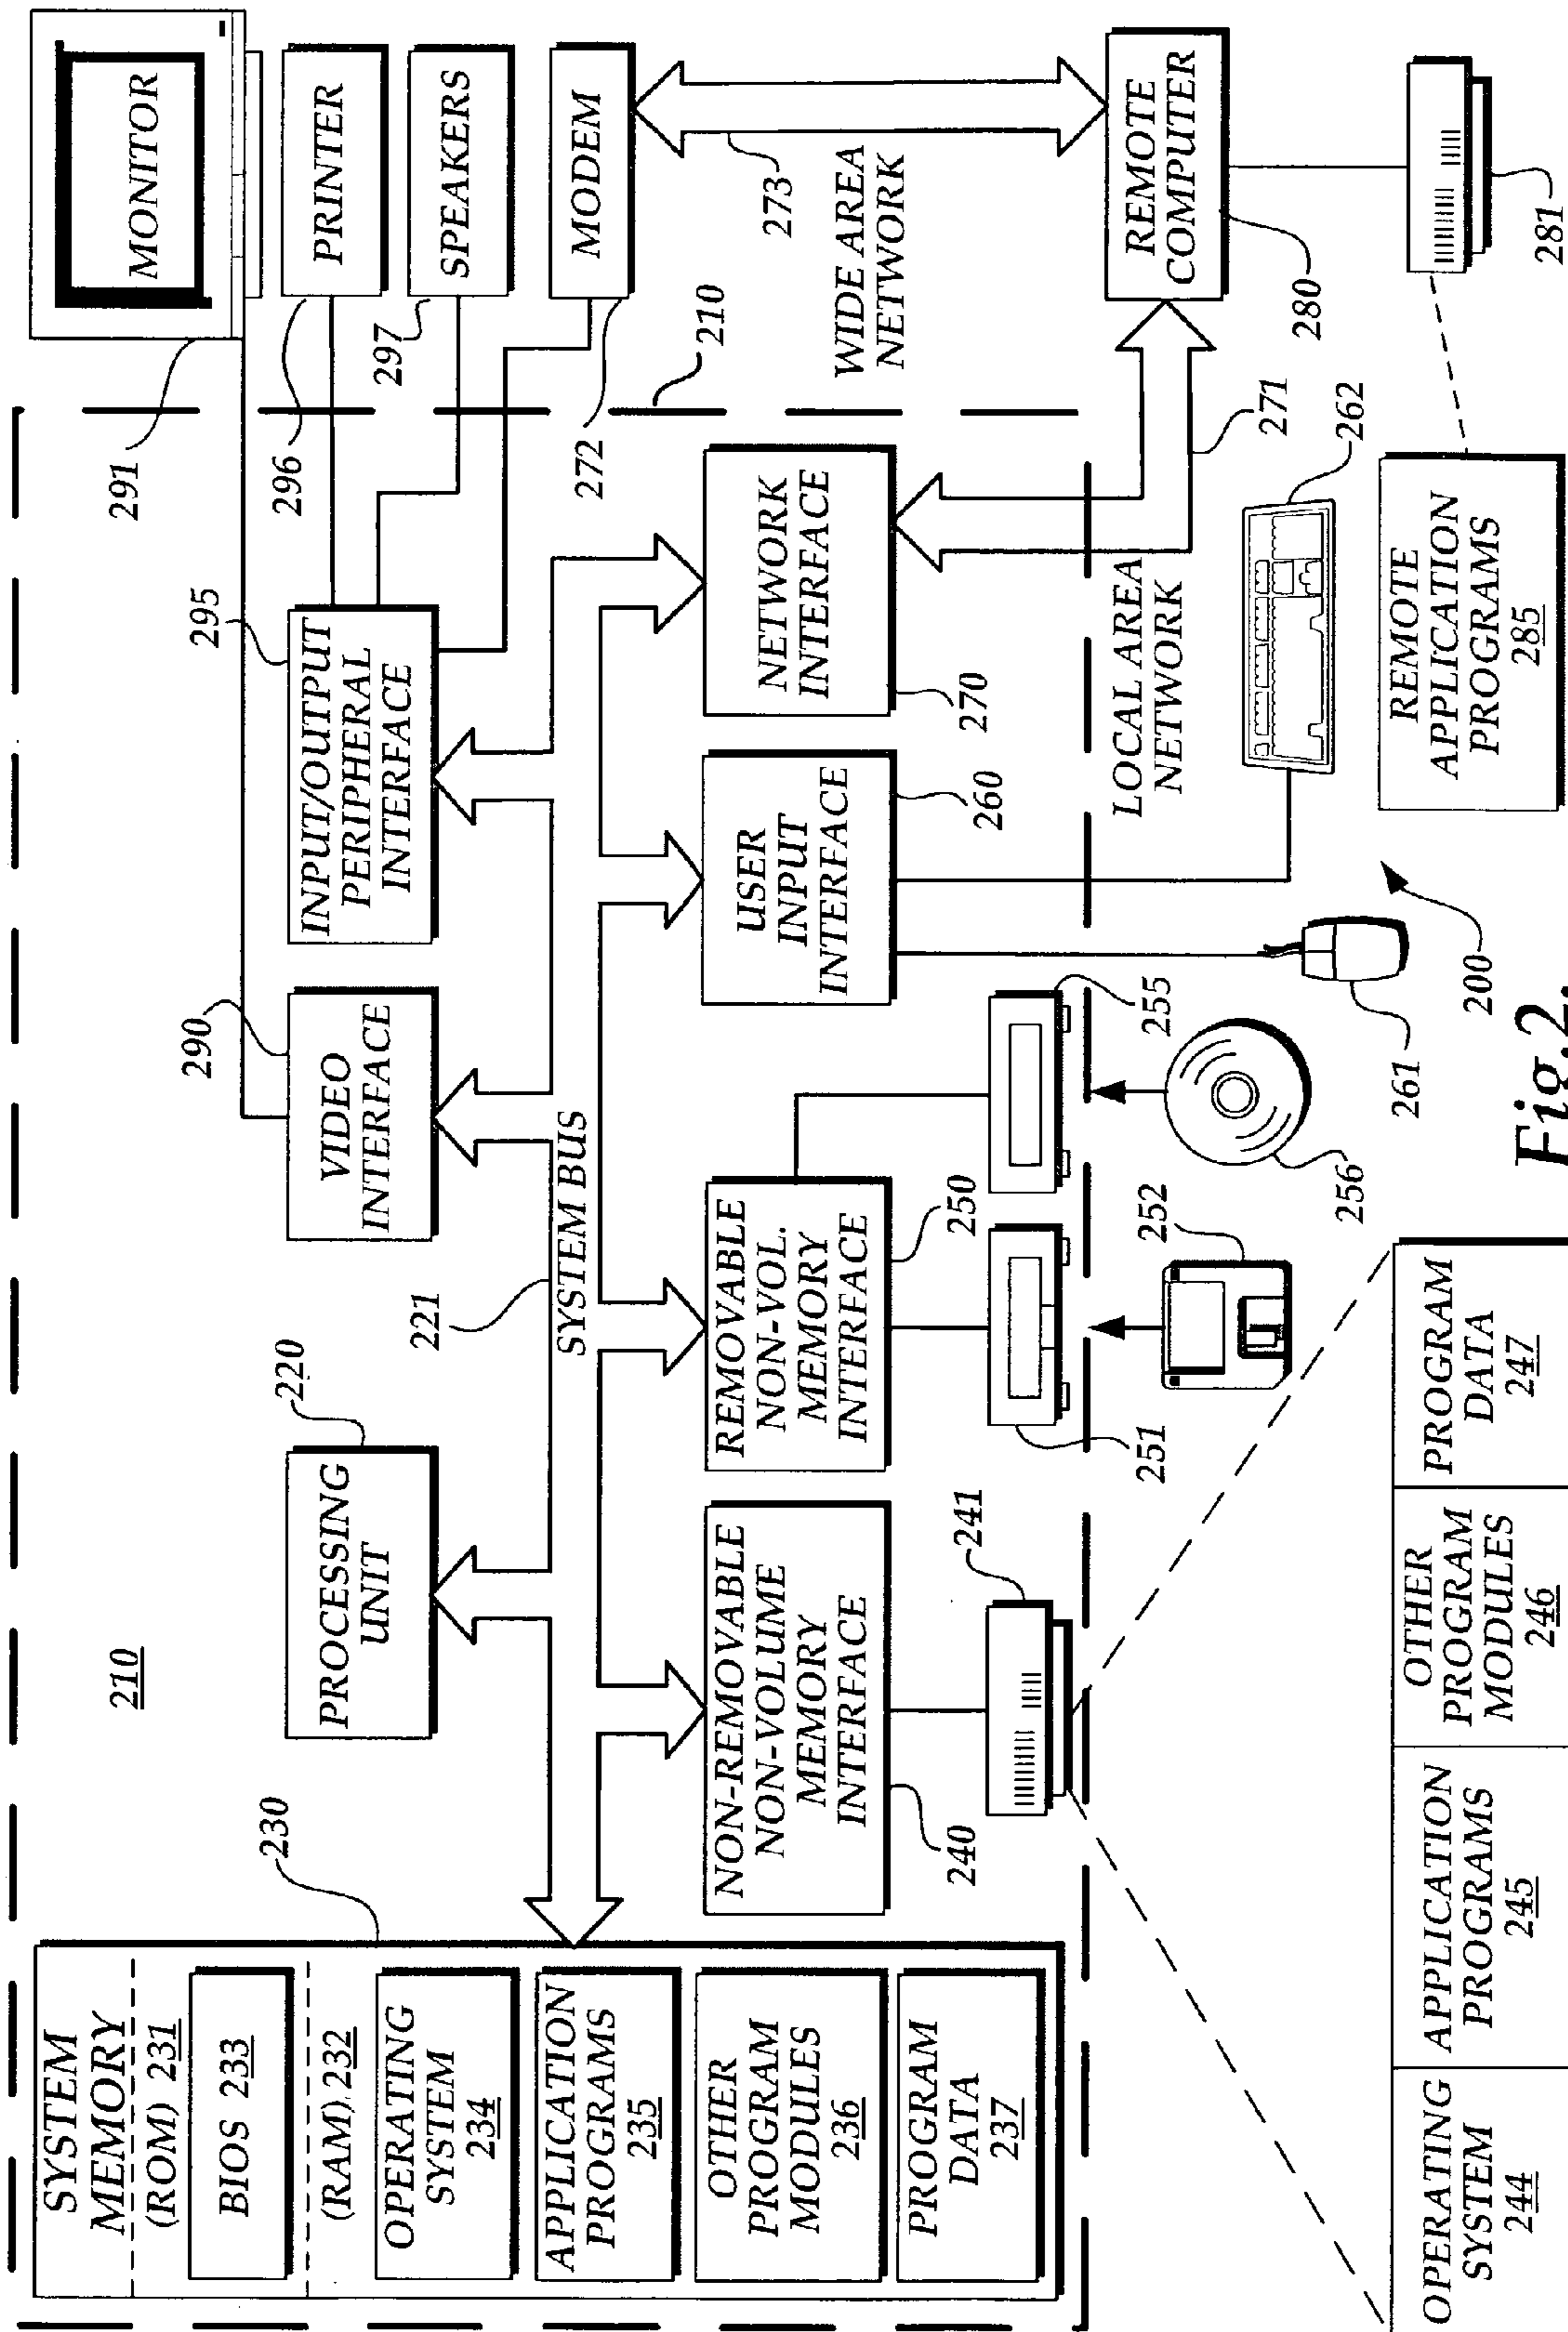 210
SYSTEM
MEMORY
(ROM) 231
BIOS 233
(RAM) 232
OPERATING
SYSTEM
234
APPLICATION
PROGRAMS
235
OTHER
PROGRAM
MODULES
236
PROGRAM
DATA
237
230
PROCESSING
UNIT
220
221
SYSTEM BUS
VIDEO
INTERFACE
290
INPUT/OUTPUT
PERIPHERAL
INTERFACE
295
MONITOR
291
PRINTER
296
SPEAKERS
297
MODEM
272
NON-REMOVABLE
NON-VOLUME
MEMORY
INTERFACE
240
241
REMOVABLE
NON-VOL.
MEMORY
INTERFACE
250
251
252
255
256
USER
INPUT
INTERFACE
260
261
262
NETWORK
INTERFACE
270
210
273
WIDE AREA
NETWORK
LOCAL AREA
NETWORK
271
REMOTE
COMPUTER
280
281
REMOTE
APPLICATION
PROGRAMS
285
OPERATING
SYSTEM
244
APPLICATION
PROGRAMS
245
OTHER
PROGRAM
MODULES
246
PROGRAM
DATA
247
200
Fig.2.